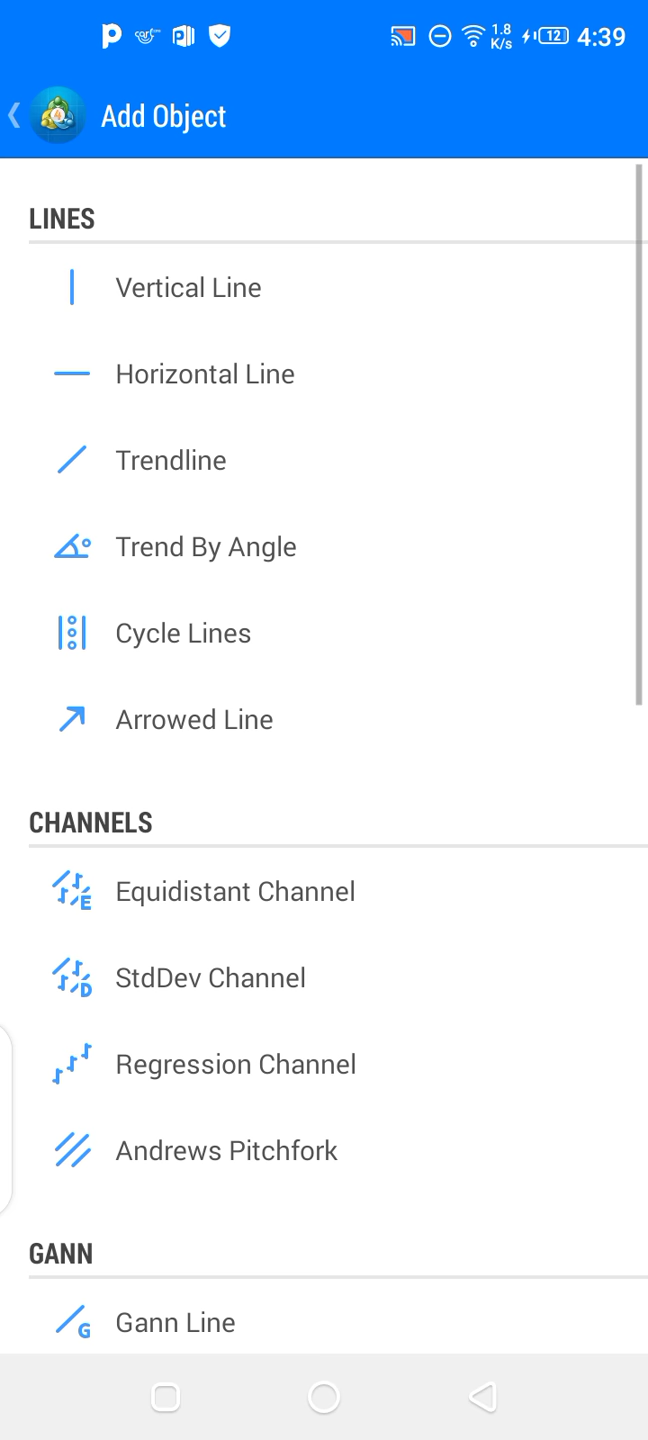 1.8
K/s
12
4:39
4
Add Object
LINES
Vertical Line
Horizontal Line
Trendline
Trend By Angle
Cycle Lines
Arrowed Line
CHANNELS
E Equidistant Channel
D StdDev Channel
Regression Channel
Andrews Pitchfork
GANN
G Gann Line